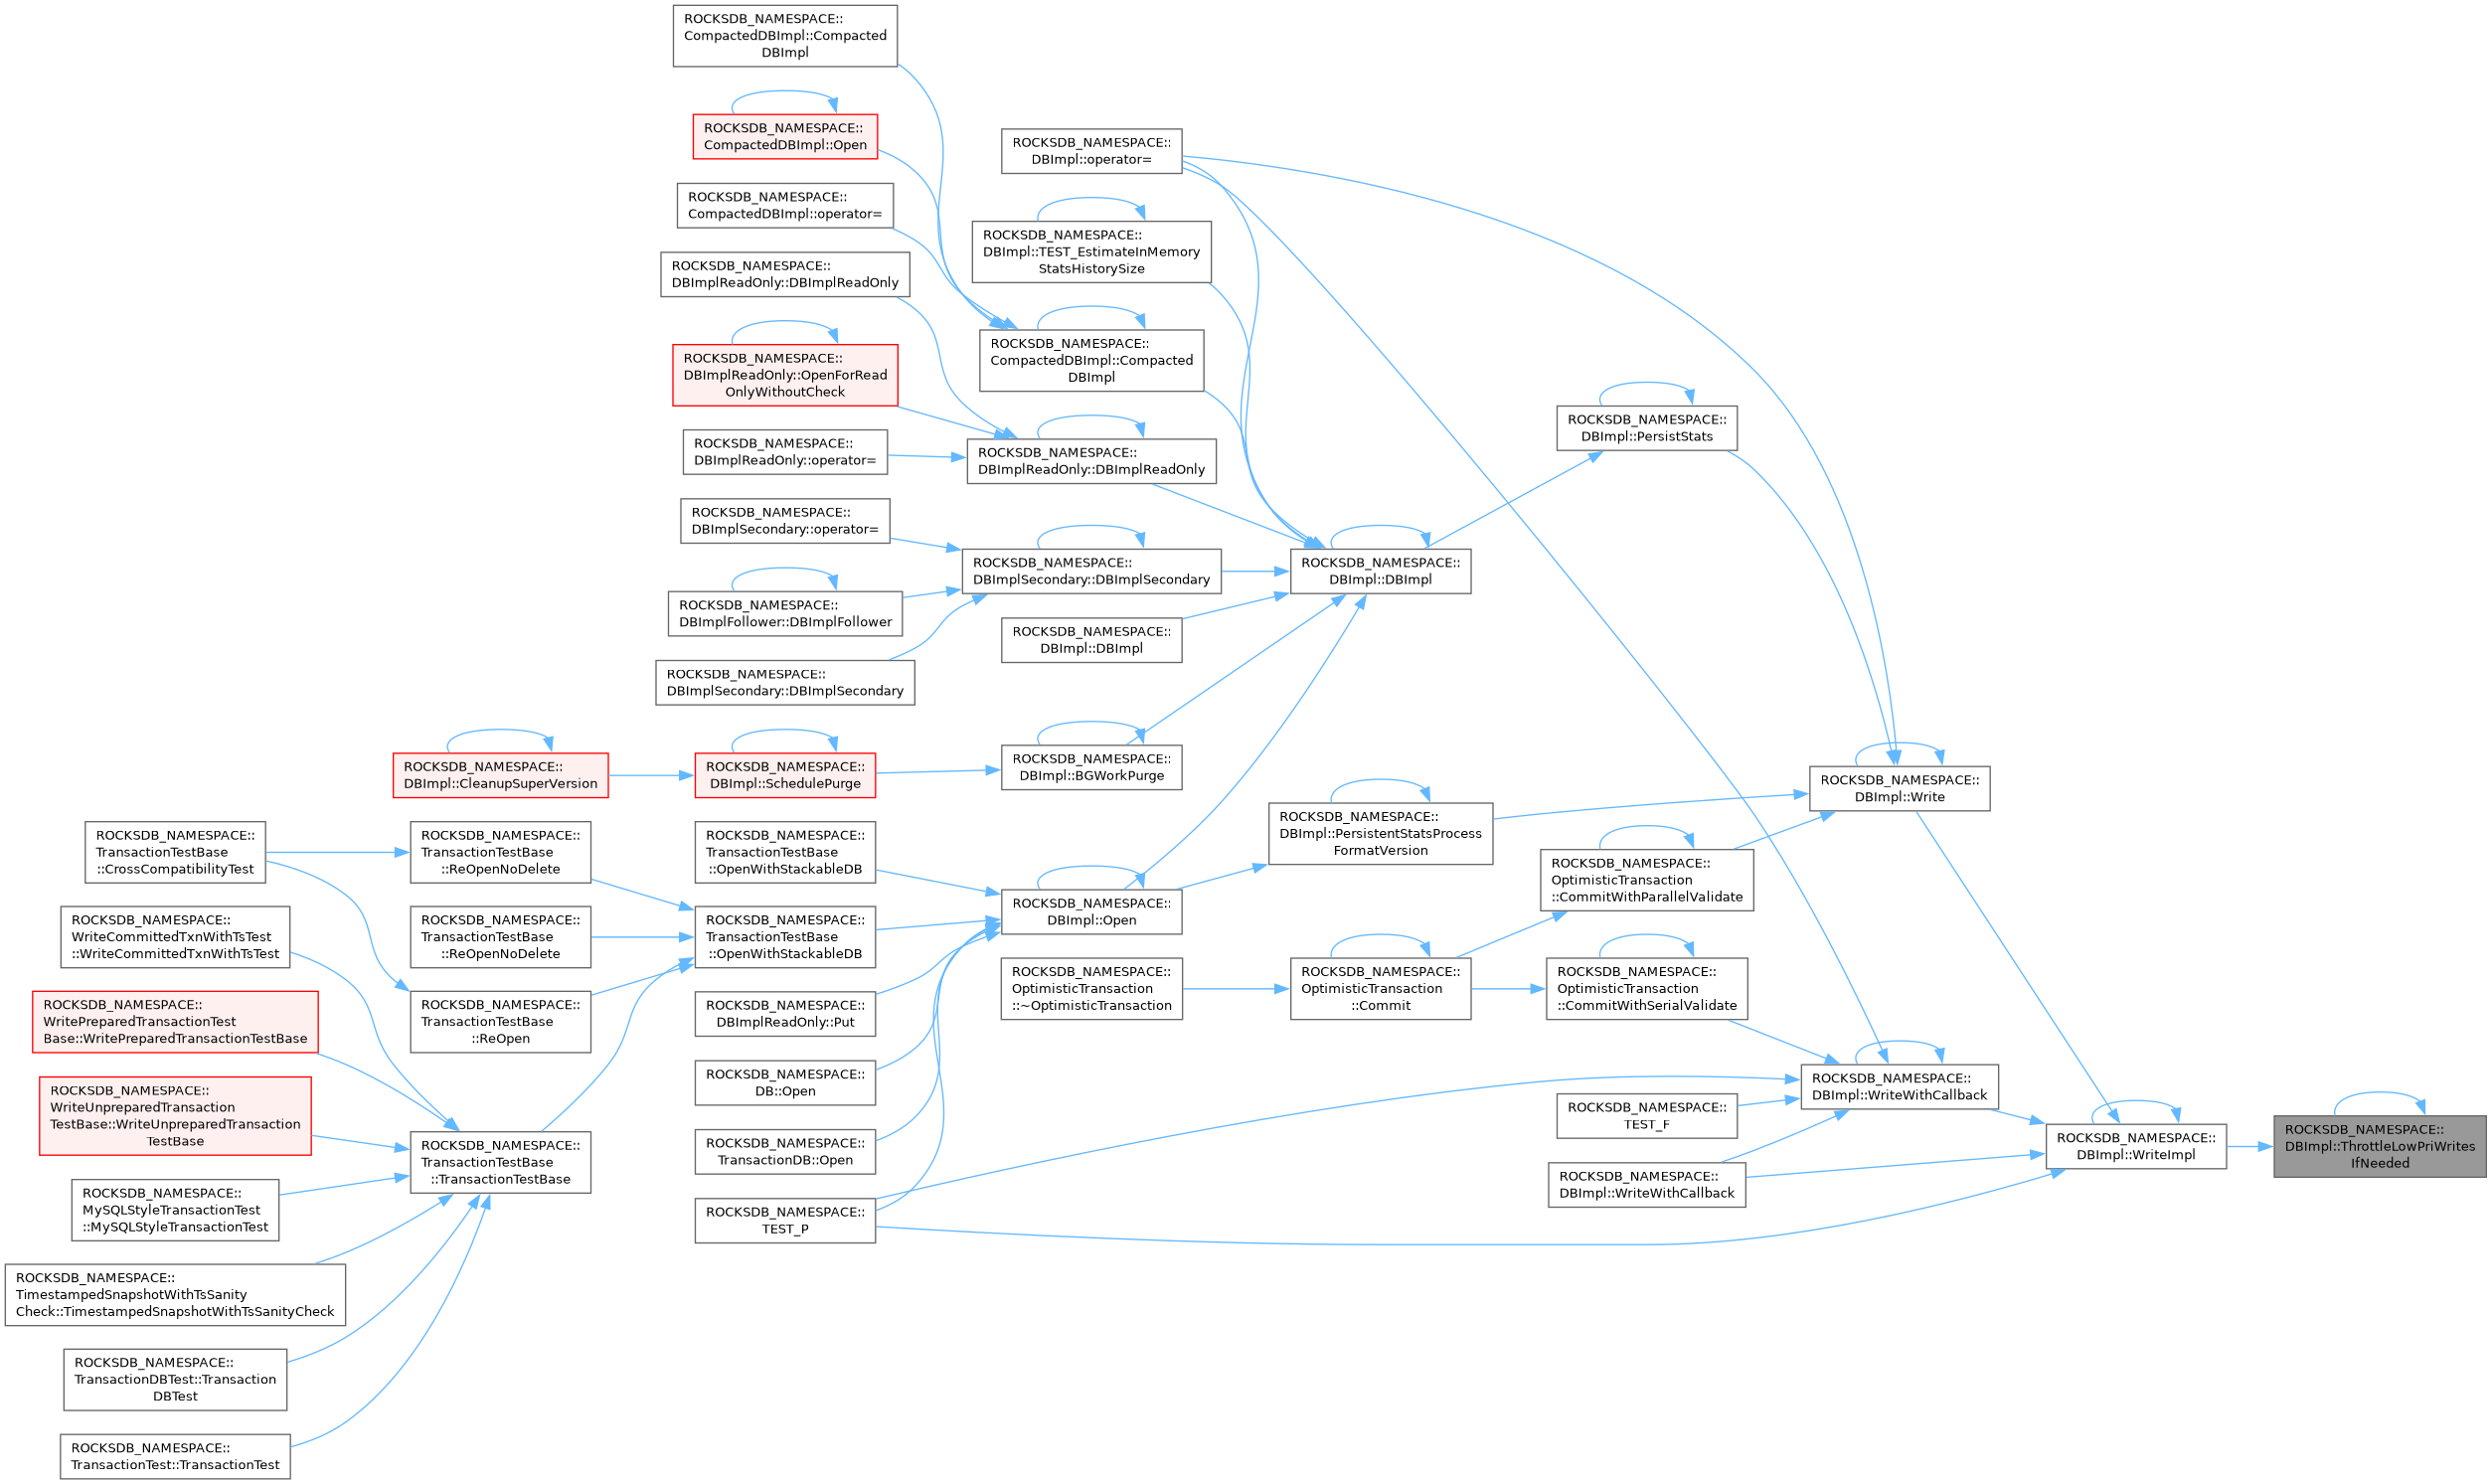 ROCKSDB_NAMESPACE::
CompactedDBImpl::Compacted
DBImpl
ROCKSDB_NAMESPACE::
CompactedDBImpl::Open
ROCKSDB_NAMESPACE::
CompactedDBImpl::operator=
ROCKSDB_NAMESPACE::
DBImplReadOnly::DBImplReadOnly
ROCKSDB_NAMESPACE::
DBImplReadOnly::OpenForRead
OnlyWithoutCheck
ROCKSDB_NAMESPACE::
DBImplReadOnly::operator=
ROCKSDB_NAMESPACE::
DBImplSecondary::operator=
ROCKSDB_NAMESPACE::
DBImplFollower::DBImplFollower
ROCKSDB_NAMESPACE::
DBImplSecondary::DBImplSecondary
ROCKSDB_NAMESPACE::
DBImpl::operator=
ROCKSDB_NAMESPACE::
DBImpl::TEST_EstimateInMemory
StatsHistorySize
ROCKSDB_NAMESPACE::
CompactedDBImpl::Compacted
DBImpl
ROCKSDB_NAMESPACE::
DBImplReadOnly::DBImplReadOnly
ROCKSDB_NAMESPACE::
DBImplSecondary::DBImplSecondary
ROCKSDB_NAMESPACE::
DBImpl::DBImpl
ROCKSDB_NAMESPACE::
DBImpl::BGWorkPurge
ROCKSDB_NAMESPACE::
DBImpl::DBImpl
ROCKSDB_NAMESPACE::
DBImpl::PersistStats
ROCKSDB_NAMESPACE::
DBImpl::CleanupSuperVersion
ROCKSDB_NAMESPACE::
DBImpl::SchedulePurge
ROCKSDB_NAMESPACE::
TransactionTestBase
::CrossCompatibilityTest
ROCKSDB_NAMESPACE::
TransactionTestBase
::ReOpenNoDelete
ROCKSDB_NAMESPACE::
TransactionTestBase
::OpenWithStackableDB
ROCKSDB_NAMESPACE::
WriteCommittedTxnWithTsTest
::WriteCommittedTxnWithTsTest
ROCKSDB_NAMESPACE::
TransactionTestBase
::ReOpenNoDelete
ROCKSDB_NAMESPACE::
TransactionTestBase
::OpenWithStackableDB
ROCKSDB_NAMESPACE::
WritePreparedTransactionTest
Base::WritePreparedTransactionTestBase
ROCKSDB_NAMESPACE::
TransactionTestBase
::ReOpen
ROCKSDB_NAMESPACE::
DBImplReadOnly::Put
ROCKSDB_NAMESPACE::
DB::Open
ROCKSDB_NAMESPACE::
WriteUnpreparedTransaction
TestBase::WriteUnpreparedTransaction
TestBase
ROCKSDB_NAMESPACE::
TransactionTestBase
::TransactionTestBase
ROCKSDB_NAMESPACE::
TransactionDB::Open
ROCKSDB_NAMESPACE::
TEST_P
ROCKSDB_NAMESPACE::
MySQLStyleTransactionTest
::MySQLStyleTransactionTest
ROCKSDB_NAMESPACE::
TimestampedSnapshotWithTsSanity
Check::TimestampedSnapshotWithTsSanityCheck
ROCKSDB_NAMESPACE::
TransactionDBTest::Transaction
DBTest
ROCKSDB_NAMESPACE::
TransactionTest::TransactionTest
ROCKSDB_NAMESPACE::
DBImpl::Open
ROCKSDB_NAMESPACE::
DBImpl::PersistentStatsProcess
FormatVersion
ROCKSDB_NAMESPACE::
OptimisticTransaction
::~OptimisticTransaction
ROCKSDB_NAMESPACE::
OptimisticTransaction
::Commit
ROCKSDB_NAMESPACE::
OptimisticTransaction
::CommitWithParallelValidate
ROCKSDB_NAMESPACE::
OptimisticTransaction
::CommitWithSerialValidate
ROCKSDB_NAMESPACE::
DBImpl::Write
ROCKSDB_NAMESPACE::
DBImpl::WriteWithCallback
ROCKSDB_NAMESPACE::
TEST_F
ROCKSDB_NAMESPACE::
DBImpl::WriteWithCallback
ROCKSDB_NAMESPACE::
DBImpl::WriteImpl
ROCKSDB_NAMESPACE::
DBImpl::ThrottleLowPriWrites
IfNeeded